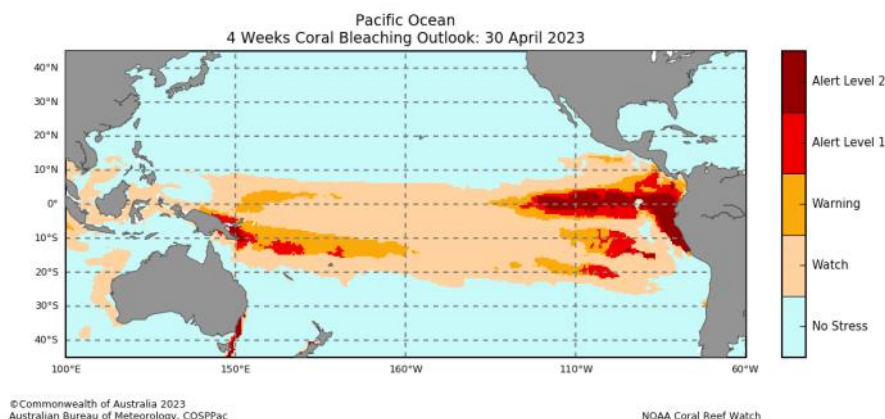 Pacific Ocean
4 Weeks Coral Bleaching Outlook: 30 April 2023
40°N
30°N
20°N
10°N
0°
10°S
20°S
30°S
40°S
100°E
150°E
160°W
110°W
60°W
Alert Level 2
Alert Level 1
Warning
Watch
No Stress
©Commonwealth of Australia 2023
Australian Bureau of Meteorology, COSPPac
NOAA Coral Reef Watch